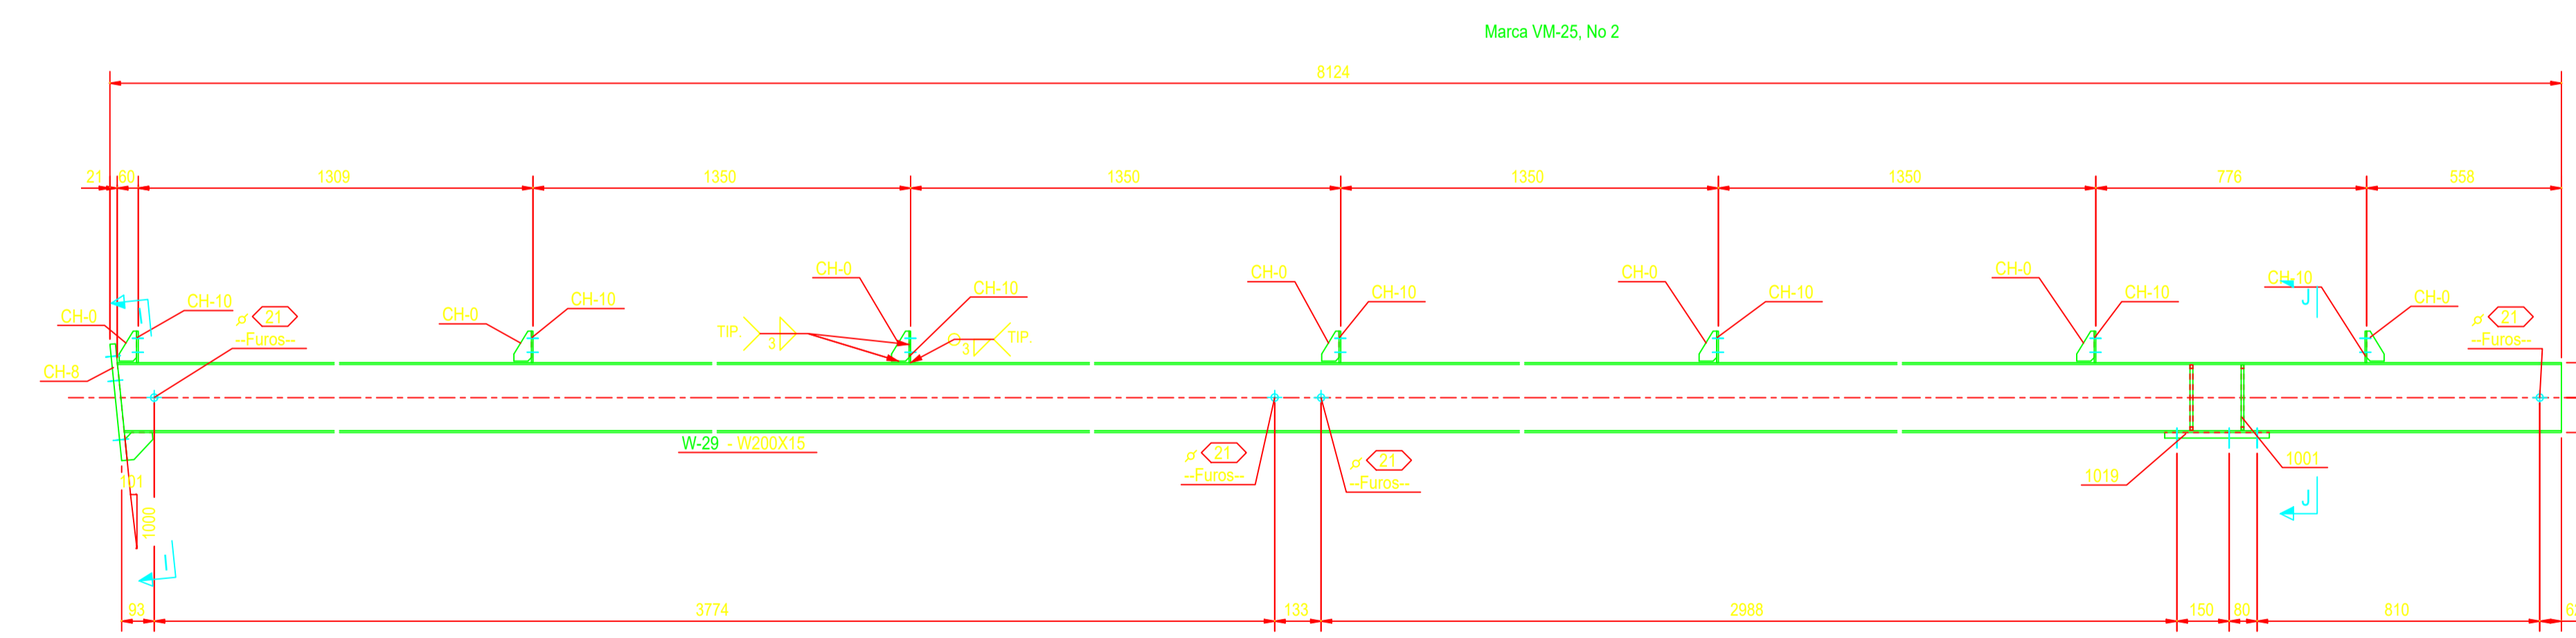 Marca VM-25, No 2
8124
21 60 1309 1350 1350 1350 1350 776 558
CH-0
CH-10
⌀ 21
--Furos--
CH-8
I
CH-0
CH-10
TIP.
3
CH-0
CH-10
3
TIP.
CH-0
CH-10
CH-0
CH-10
CH-0
CH-10
CH-10
J
CH-0
⌀ 21
--Furos--
W-29 - W200X15
⌀ 21
--Furos--
⌀ 21
--Furos--
1019
1001
J
101
1000
I
93 3774 133 2988 150 80 810